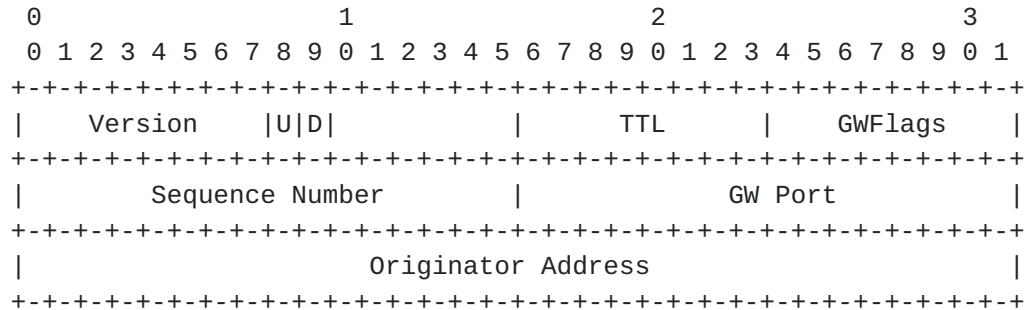 0                   1                   2                   3
 0 1 2 3 4 5 6 7 8 9 0 1 2 3 4 5 6 7 8 9 0 1 2 3 4 5 6 7 8 9 0 1
+-+-+-+-+-+-+-+-+-+-+-+-+-+-+-+-+-+-+-+-+-+-+-+-+-+-+-+-+-+-+-+-+
|    Version    |U|D|           |      TTL      |    GWFlags    |
+-+-+-+-+-+-+-+-+-+-+-+-+-+-+-+-+-+-+-+-+-+-+-+-+-+-+-+-+-+-+-+-+
|        Sequence Number        |             GW Port           |
+-+-+-+-+-+-+-+-+-+-+-+-+-+-+-+-+-+-+-+-+-+-+-+-+-+-+-+-+-+-+-+-+
|                      Originator Address                       |
+-+-+-+-+-+-+-+-+-+-+-+-+-+-+-+-+-+-+-+-+-+-+-+-+-+-+-+-+-+-+-+-+